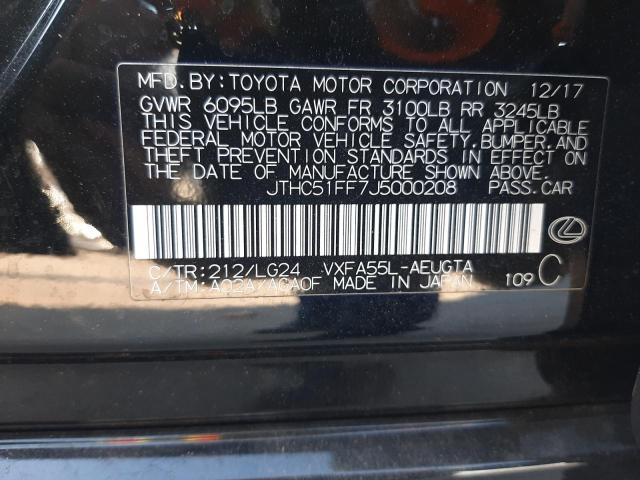 MFD.BY:TOYOTA MOTOR CORPORATION 12/17
GVWR 6095LB GAWR FR 3100LB RR 3245LB
THIS VEHICLE CONFORMS TO ALL APPLICABLE
FEDERAL MOTOR VEHICLE SAFETY,BUMPER,AND
THEFT PREVENTION STANDARDS IN EFFECT ON
THE DATE OF MANUFACTURE SHOWN ABOVE.
JTHC51FF7J5000208 PASS.CAR
C/TR:212/LG24 VXFA55L-AEUGTA
A/TM:A02A/AGA0F MADE IN JAPAN 109 C